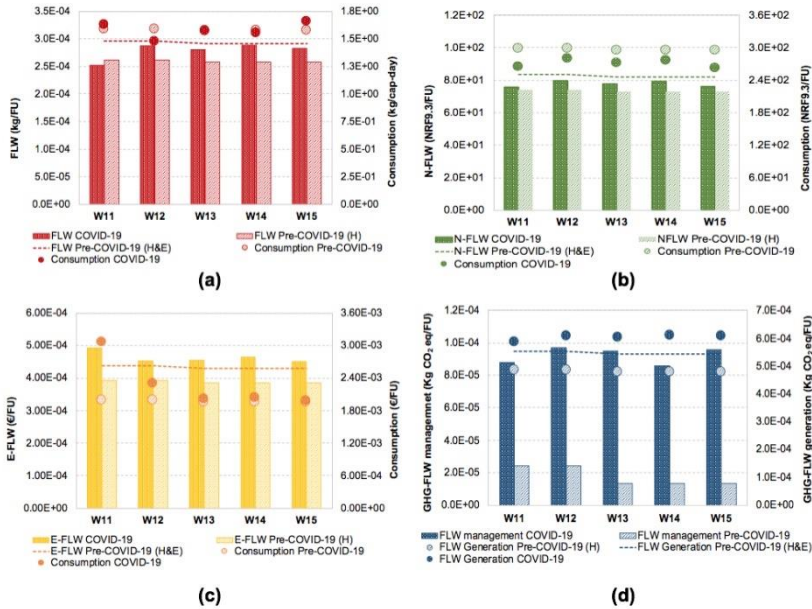 3.5E-04
3.0E-04
2.5E-04
2.0E-04
1.5E-04
1.0E-04
5.0E-05
0.0E+00
FLW (kg/FU)
1.8E+00
1.5E+00
1.3E+00
1.0E+00
7.5E-01
5.0E-01
2.5E-01
0.0E+00
Consumption (kg/cap-day)
W11 W12 W13 W14 W15
FLW COVID-19 FLW Pre-COVID-19 (H)
FLW Pre-COVID-19 (H&E) Consumption Pre-COVID-19
Consumption COVID-19
(a)
1.2E+02
1.0E+02
8.0E+01
6.0E+01
4.0E+01
2.0E+01
0.0E+00
N-FLW (NRF9.3/FU)
3.6E+02
3.0E+02
2.4E+02
1.8E+02
1.2E+02
6.0E+01
0.0E+00
Consumption (NRF9.3/FU)
W11 W12 W13 W14 W15
N-FLW COVID-19 NFLW Pre-COVID-19 (H)
N-FLW Pre-COVID-19 (H&E) Consumption Pre-COVID-19
Consumption COVID-19
(b)
6.00E-04
5.00E-04
4.00E-04
3.00E-04
2.00E-04
1.00E-04
0.00E+00
E-FLW (€/FU)
3.60E-03
3.00E-03
2.40E-03
1.80E-03
1.20E-03
6.00E-04
0.00E+00
Consumption (€/FU)
W11 W12 W13 W14 W15
E-FLW COVID-19 E-FLW Pre-COVID-19 (H)
E-FLW Pre-COVID-19 (H&E) Consumption Pre-COVID-19
Consumption COVID-19
(c)
1.2E-04
1.0E-04
8.0E-05
6.0E-05
4.0E-05
2.0E-05
0.0E+00
GHG-FLW managemnet (Kg CO2 eq/FU)
7.0E-04
6.0E-04
5.0E-04
4.0E-04
3.0E-04
2.0E-04
1.0E-04
0.0E+00
GHG-FLW generation (Kg CO2 eq/FU)
W11 W12 W13 W14 W15
FLW management COVID-19 FLW management Pre-COVID-19
FLW Generation Pre-COVID-19 (H) FLW Generation Pre-COVID-19 (H&E)
FLW Generation COVID-19
(d)